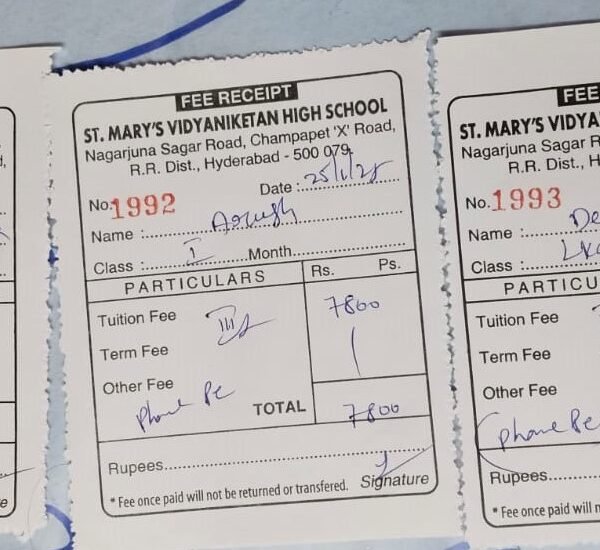 FEE RECEIPT
ST. MARY'S VIDYANIKETAN HIGH SCHOOL
Nagarjuna Sagar Road, Champapet 'X' Road,
R.R. Dist., Hyderabad - 500 079.
No. 1992
Date : 25/1/25
Name :
Class : I Month
PARTICULARS Rs. Ps.
Tuition Fee III 7800
Term Fee
Other Fee
Phone Pe
TOTAL 7800
Rupees
Signature
* Fee once paid will not be returned or transfered.
FEE
ST. MARY'S VIDYA
Nagarjuna Sagar R
R.R. Dist., H
No. 1993
Name : De
Class : LKG
PARTICU
Tuition Fee
Term Fee
Other Fee
Phone Pe
Rupees
* Fee once paid will n